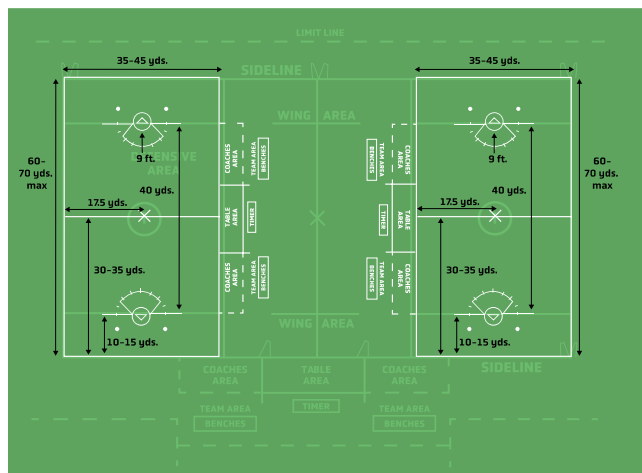 LIMIT LINE
35–45 yds.
35–45 yds.
SIDELINE
WING AREA
60–
70 yds.
max
9 ft.
DEFENSIVE
AREA
40 yds.
17.5 yds.
30–35 yds.
10–15 yds.
COACHES
AREA
TEAM AREA
BENCHES
TABLE
AREA
TIMER
COACHES
AREA
TEAM AREA
BENCHES
TEAM AREA
BENCHES
COACHES
AREA
TIMER
TABLE
AREA
TEAM AREA
BENCHES
COACHES
AREA
9 ft.
40 yds.
17.5 yds.
30–35 yds.
10–15 yds.
60–
70 yds.
max
WING AREA
SIDELINE
COACHES
AREA
TABLE
AREA
COACHES
AREA
TEAM AREA
BENCHES
TIMER
TEAM AREA
BENCHES